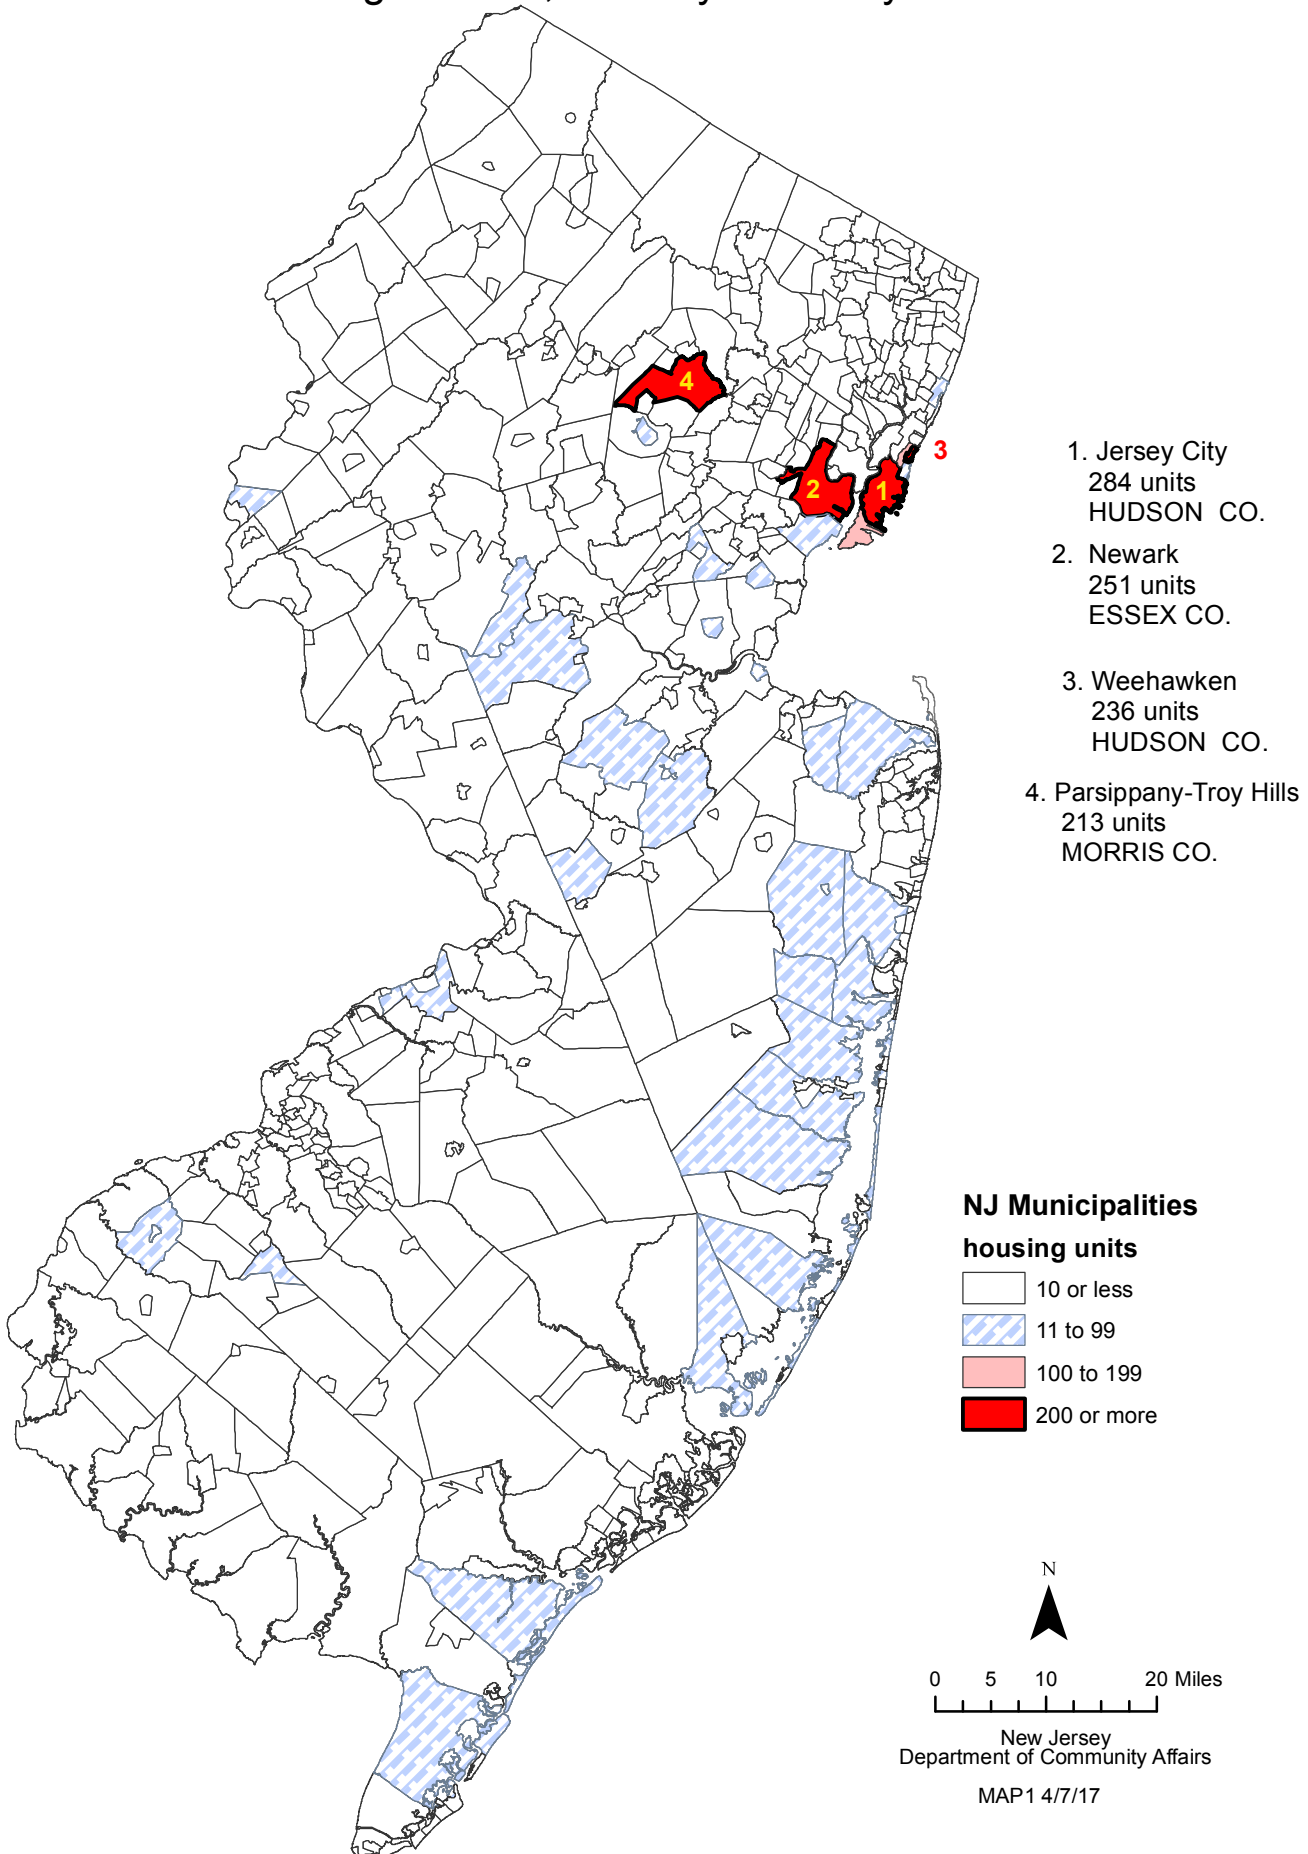 4
3
2
1
1. Jersey City
284 units
HUDSON CO.
2. Newark
251 units
ESSEX CO.
3. Weehawken
236 units
HUDSON CO.
4. Parsippany-Troy Hills
213 units
MORRIS CO.
NJ Municipalities
housing units
10 or less
11 to 99
100 to 199
200 or more
N
0 5 10 20 Miles
New Jersey
Department of Community Affairs
MAP1 4/7/17